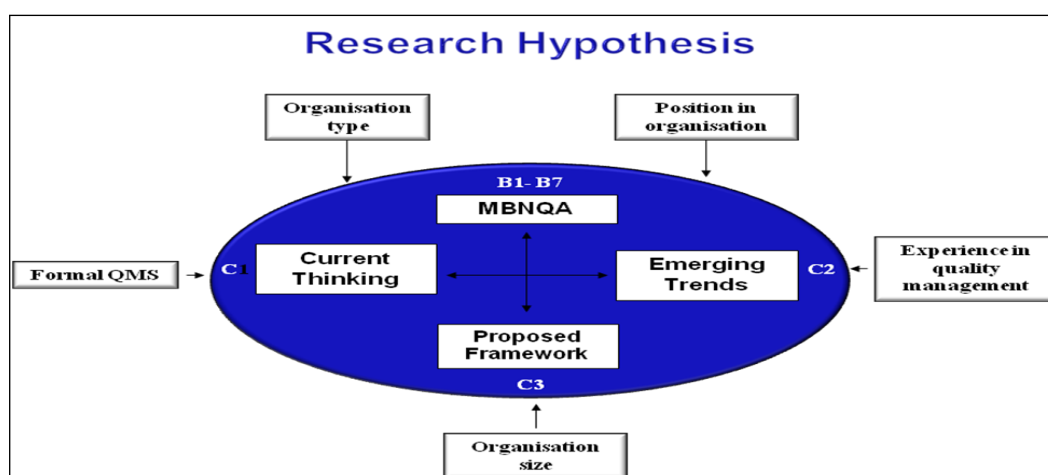 Research Hypothesis
Organisation
type
Position in
organisation
B1- B7
MBNQA
Formal QMS
C1
Current
Thinking
Emerging
Trends
C2
Experience in
quality
management
Proposed
Framework
C3
Organisation
size